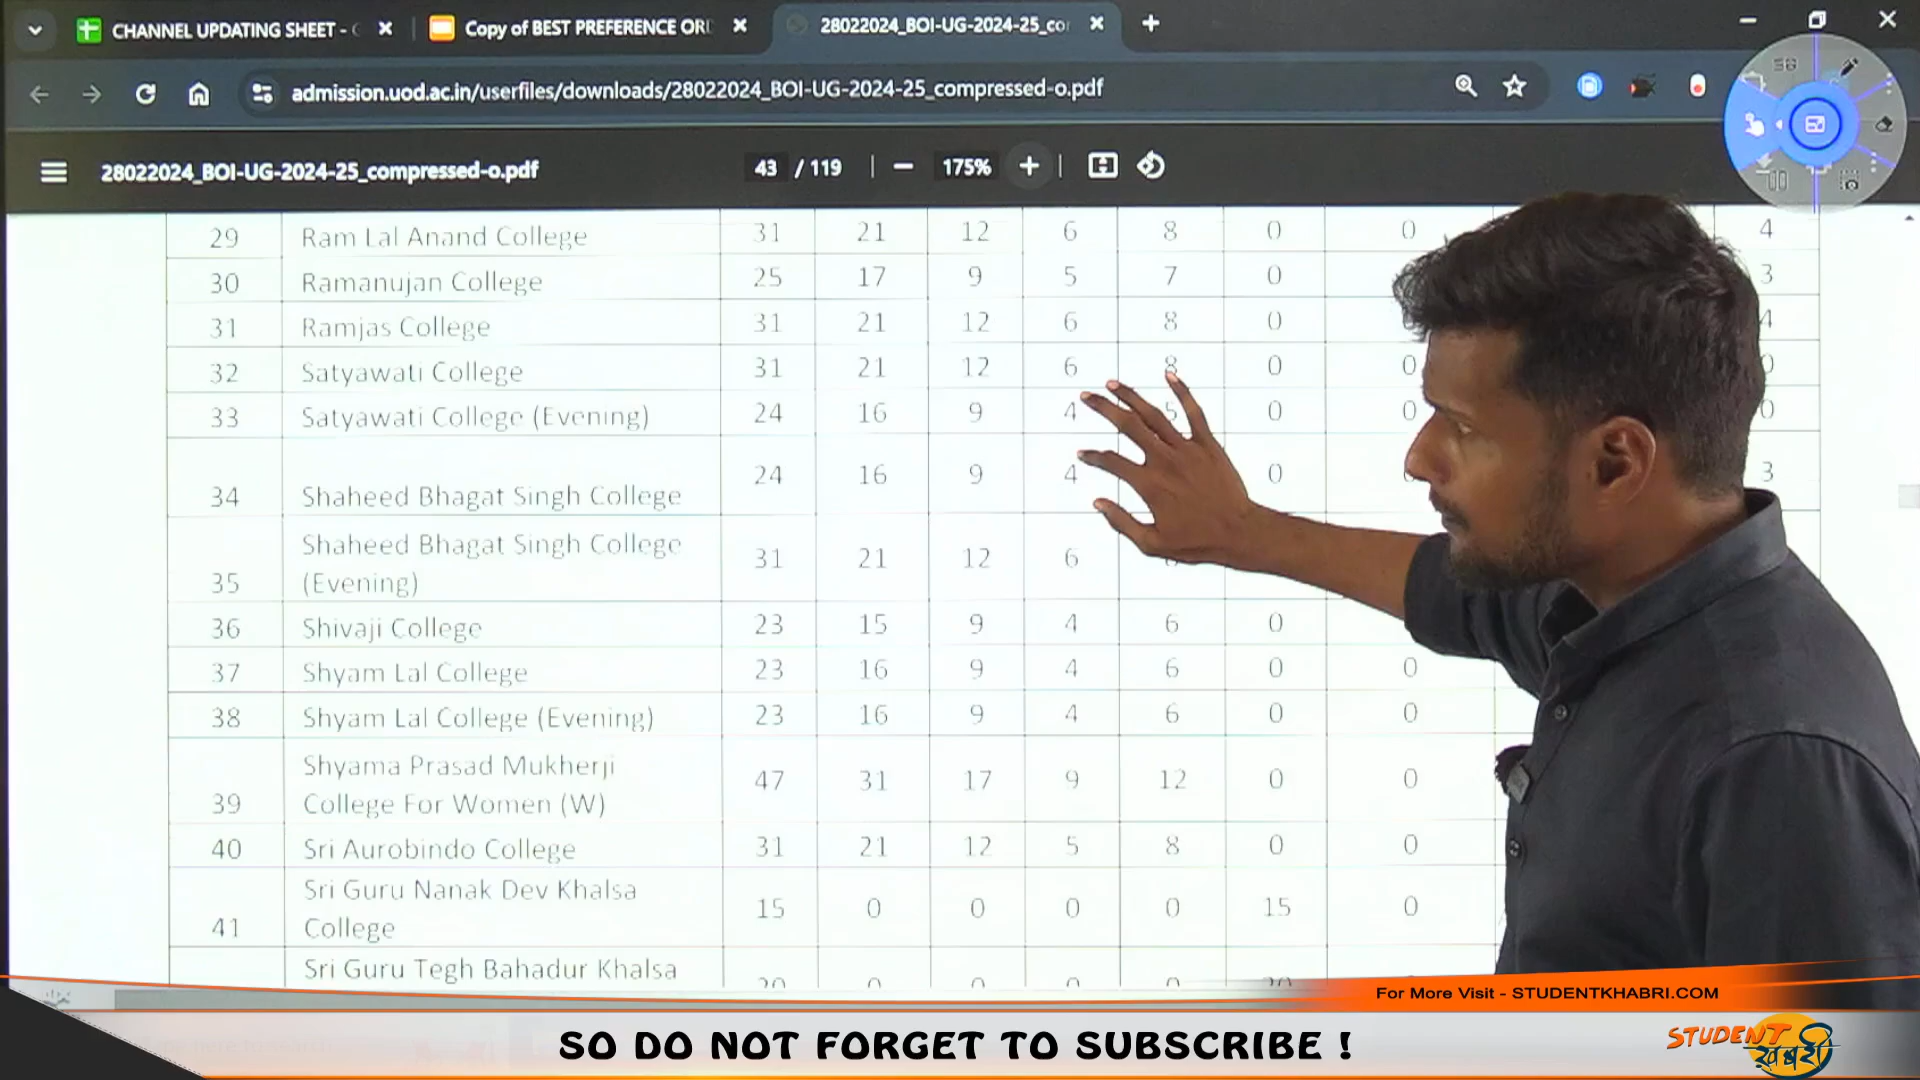 CHANNEL UPDATING SHEET -
Copy of BEST PREFERENCE ORD
28022024_BOI-UG-2024-25_co
admission.uod.ac.in/userfiles/downloads/28022024_BOI-UG-2024-25_compressed-o.pdf
28022024_BOI-UG-2024-25_compressed-o.pdf
43 / 119
175%
29 Ram Lal Anand College 31 21 12 6 8 0 0 4
30 Ramanujan College 25 17 9 5 7 0 3
31 Ramjas College 31 21 12 6 8 0 4
32 Satyawati College 31 21 12 6 8 0 0 0
33 Satyawati College (Evening) 24 16 9 4 5 0 0 0
34 Shaheed Bhagat Singh College 24 16 9 4 0 3
Shaheed Bhagat Singh College
35 (Evening) 31 21 12 6
36 Shivaji College 23 15 9 4 6 0
37 Shyam Lal College 23 16 9 4 6 0 0
38 Shyam Lal College (Evening) 23 16 9 4 6 0 0
Shyama Prasad Mukherji
39 College For Women (W) 47 31 17 9 12 0 0
40 Sri Aurobindo College 31 21 12 5 8 0 0
Sri Guru Nanak Dev Khalsa
41 College 15 0 0 0 0 15 0
Sri Guru Tegh Bahadur Khalsa
For More Visit - STUDENTKHABRI.COM
SO DO NOT FORGET TO SUBSCRIBE !
STUDENT
खबरी